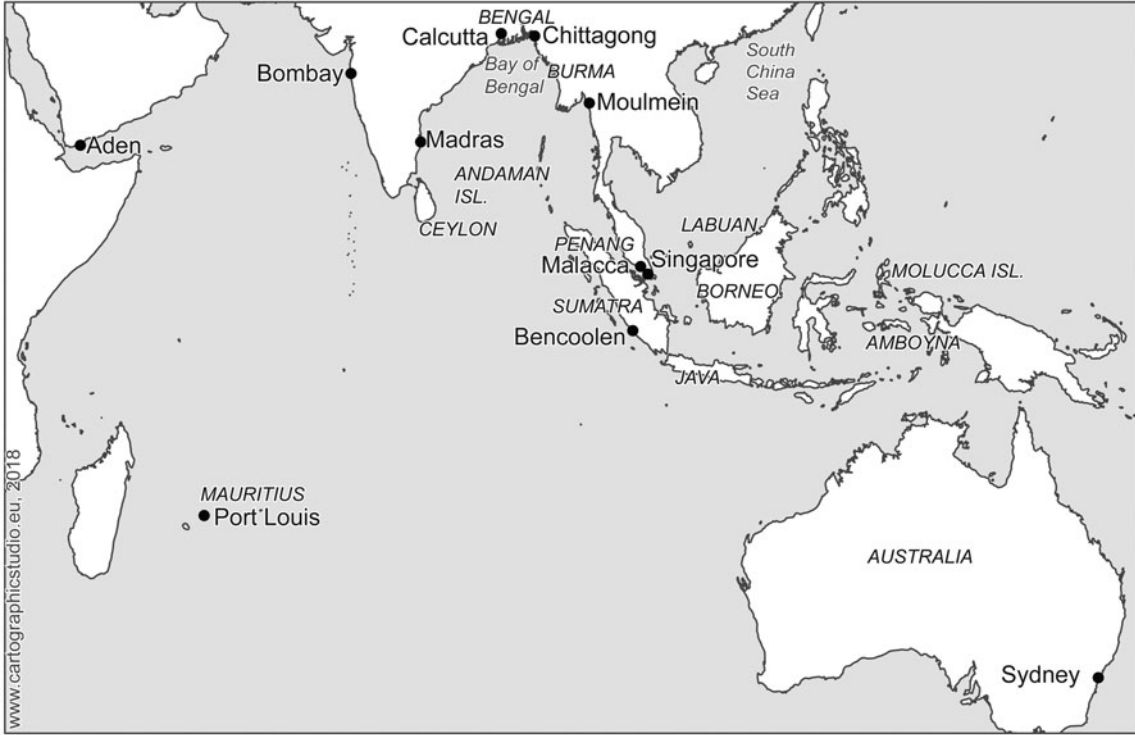 BENGAL
Calcutta
Chittagong
South
China
Sea
Bay of
Bengal
BURMA
Bombay
Moulmein
Aden
Madras
ANDAMAN
ISL.
CEYLON
LABUAN
PENANG
Singapore
Malacca
MOLUCCA ISL.
BORNEO
SUMATRA
Bencoolen
AMBOYNA
JAVA
MAURITIUS
Port Louis
AUSTRALIA
Sydney
www.cartographicstudio.eu, 2018